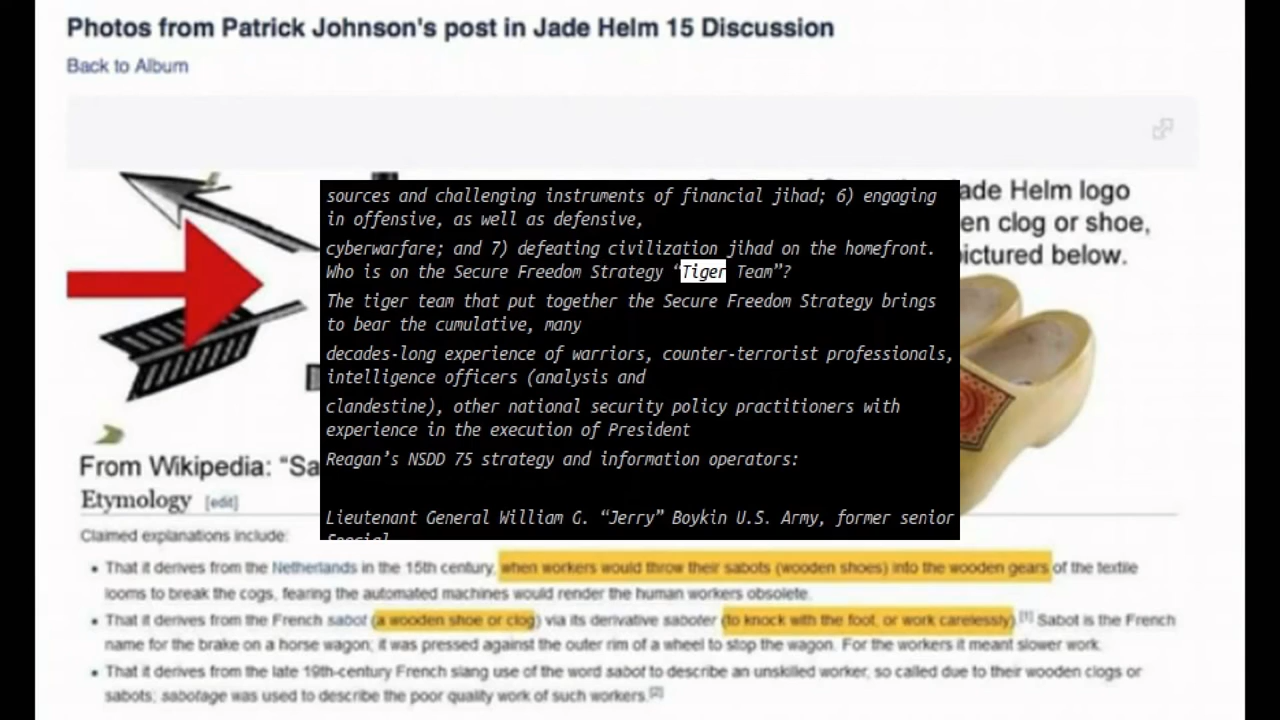 Photos from Patrick Johnson's post in Jade Helm 15 Discussion
Back to Album
ade Helm logo
en clog or shoe,
ictured below.
sources and challenging instruments of financial jihad; 6) engaging
in offensive, as well as defensive,
cyberwarfare; and 7) defeating civilization jihad on the homefront.
Who is on the Secure Freedom Strategy “Tiger Team”?
The tiger team that put together the Secure Freedom Strategy brings
to bear the cumulative, many
decades-long experience of warriors, counter-terrorist professionals,
intelligence officers (analysis and
clandestine), other national security policy practitioners with
experience in the execution of President
Reagan’s NSDD 75 strategy and information operators:
Lieutenant General William G. “Jerry” Boykin U.S. Army, former senior
Special
From Wikipedia: “Sa
Etymology [edit]
Claimed explanations include:
• That it derives from the Netherlands in the 15th century, when workers would throw their sabots (wooden shoes) into the wooden gears of the textile
looms to break the cogs, fearing the automated machines would render the human workers obsolete.
• That it derives from the French sabot (a wooden shoe or clog) via its derivative saboter (to knock with the foot, or work carelessly).[1] Sabot is the French
name for the brake on a horse wagon; it was pressed against the outer rim of a wheel to stop the wagon. For the workers it meant slower work.
• That it derives from the late 19th-century French slang use of the word sabot to describe an unskilled worker, so called due to their wooden clogs or
sabots; sabotage was used to describe the poor quality work of such workers.[2]